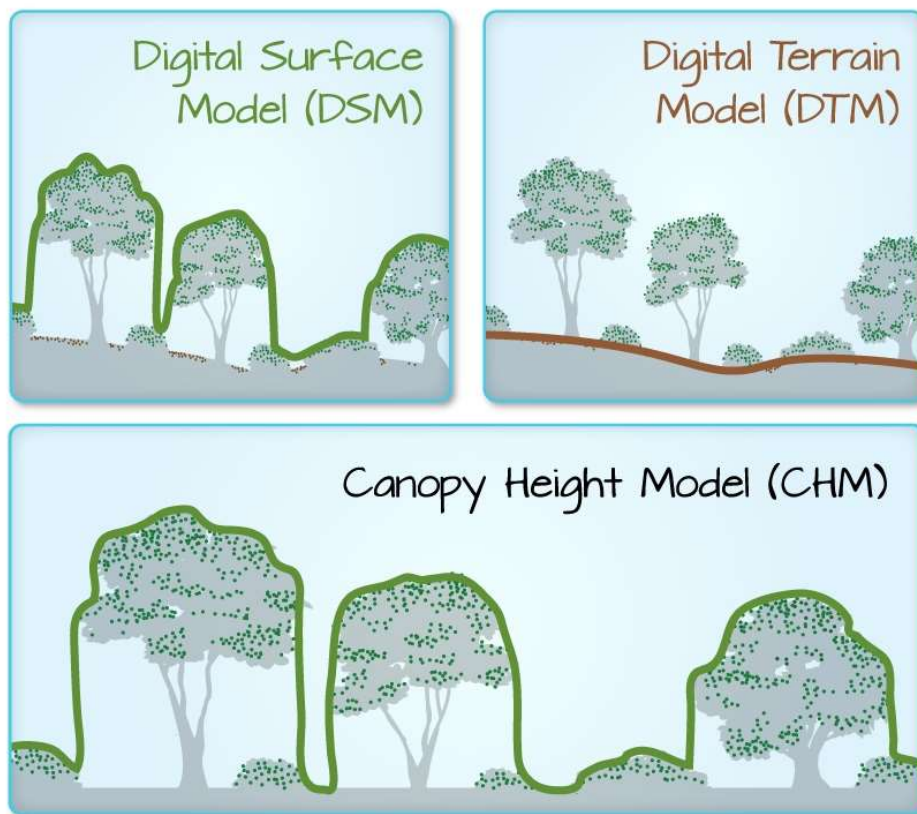 Digital Surface
Model (DSM)
Digital Terrain
Model (DTM)
Canopy Height Model (CHM)